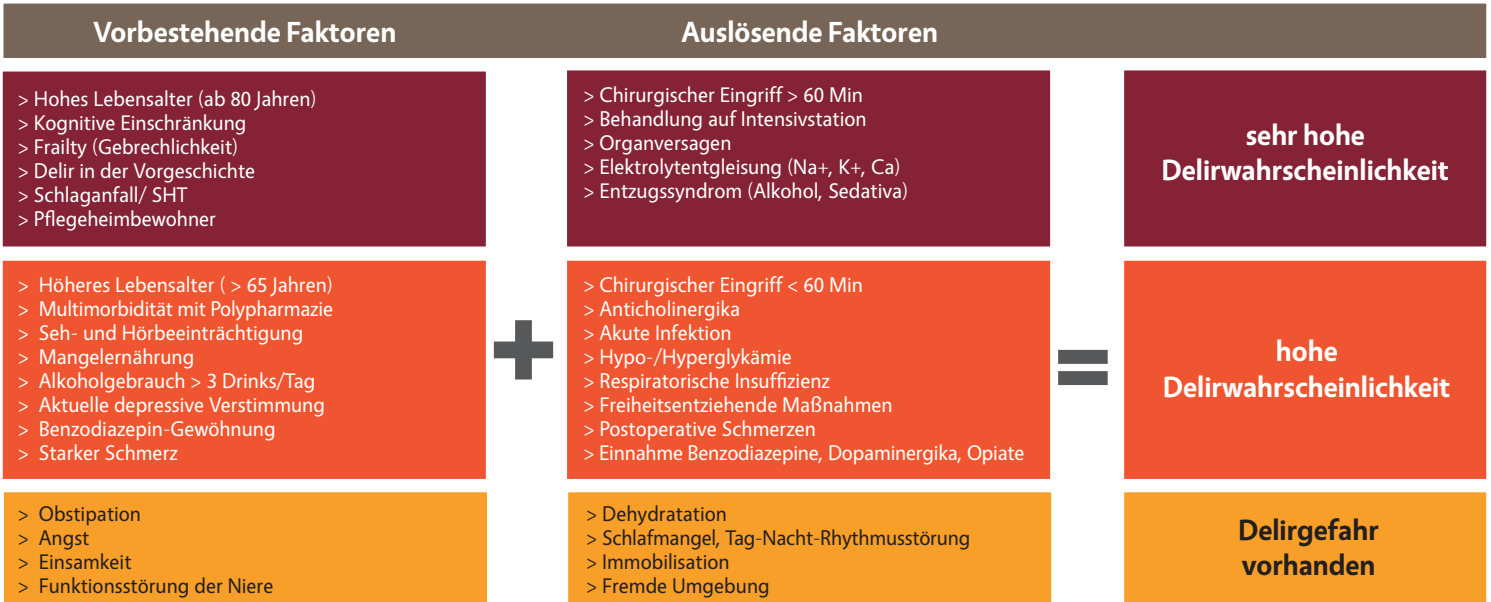 Vorbestehende Faktoren
Auslösende Faktoren
> Hohes Lebensalter (ab 80 Jahren)
> Kognitive Einschränkung
> Frailty (Gebrechlichkeit)
> Delir in der Vorgeschichte
> Schlaganfall/ SHT
> Pflegeheimbewohner
> Chirurgischer Eingriff > 60 Min
> Behandlung auf Intensivstation
> Organversagen
> Elektrolytentgleisung (Na+, K+, Ca)
> Entzugssyndrom (Alkohol, Sedativa)
sehr hohe
Delirwahrscheinlichkeit
> Höheres Lebensalter ( > 65 Jahren)
> Multimorbidität mit Polypharmazie
> Seh- und Hörbeeinträchtigung
> Mangelernährung
> Alkoholgebrauch > 3 Drinks/Tag
> Aktuelle depressive Verstimmung
> Benzodiazepin-Gewöhnung
> Starker Schmerz
+
> Chirurgischer Eingriff < 60 Min
> Anticholinergika
> Akute Infektion
> Hypo-/Hyperglykämie
> Respiratorische Insuffizienz
> Freiheitsentziehende Maßnahmen
> Postoperative Schmerzen
> Einnahme Benzodiazepine, Dopaminergika, Opiate
=
hohe
Delirwahrscheinlichkeit
> Obstipation
> Angst
> Einsamkeit
> Funktionsstörung der Niere
> Dehydratation
> Schlafmangel, Tag-Nacht-Rhythmusstörung
> Immobilisation
> Fremde Umgebung
Delirgefahr
vorhanden